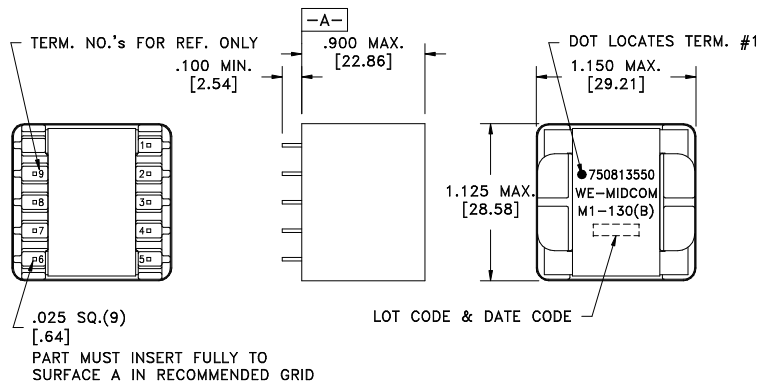 -A-
TERM. NO.'s FOR REF. ONLY
.900 MAX.
[22.86]
DOT LOCATES TERM. #1
.100 MIN.
[2.54]
1.150 MAX.
[29.21]
1
9
2
8
3
7
4
6
5
1.125 MAX.
[28.58]
750813550
WE-MIDCOM
M1-130(B)
.025 SQ.(9)
[.64]
LOT CODE & DATE CODE
PART MUST INSERT FULLY TO
SURFACE A IN RECOMMENDED GRID